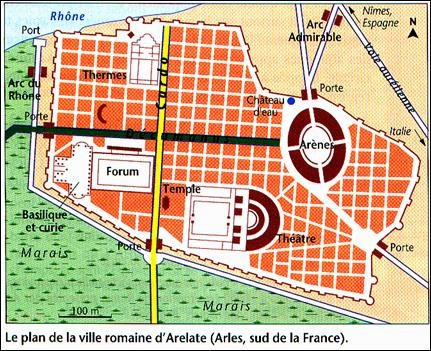 Rhône
Nîmes,
Espagne
Port
Arc
Admirable
N
Voie aurélienne
Thermes
Cardo
Porte
Arc du
Rhône
Château
d'eau
Italie
Porte
Decumanus
Arènes
Forum
Temple
Basilique
et curie
Théâtre
Porte
Porte
Marais
Marais
100 m
Le plan de la ville romaine d'Arelate (Arles, sud de la France).